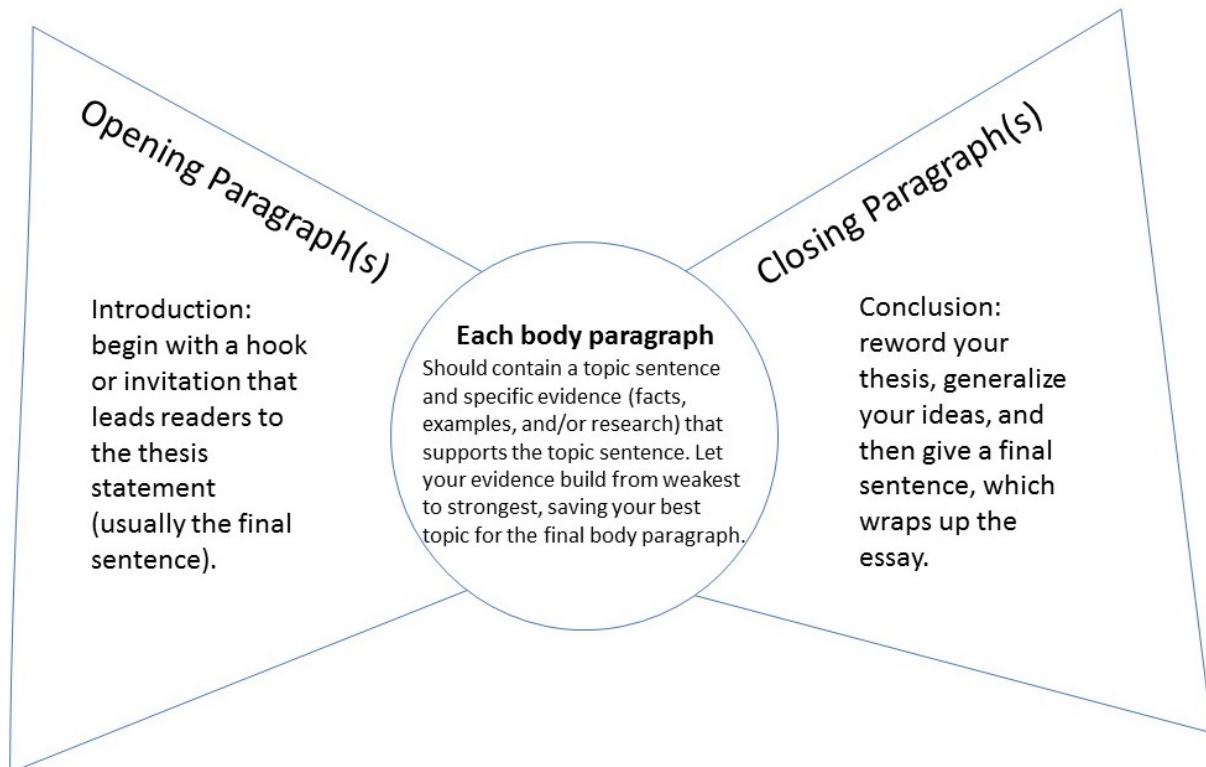 Opening Paragraph(s)
Introduction:
begin with a hook
or invitation that
leads readers to
the thesis
statement
(usually the final
sentence).
Each body paragraph
Should contain a topic sentence
and specific evidence (facts,
examples, and/or research) that
supports the topic sentence. Let
your evidence build from weakest
to strongest, saving your best
topic for the final body paragraph.
Closing Paragraph(s)
Conclusion:
reword your
thesis, generalize
your ideas, and
then give a final
sentence, which
wraps up the
essay.